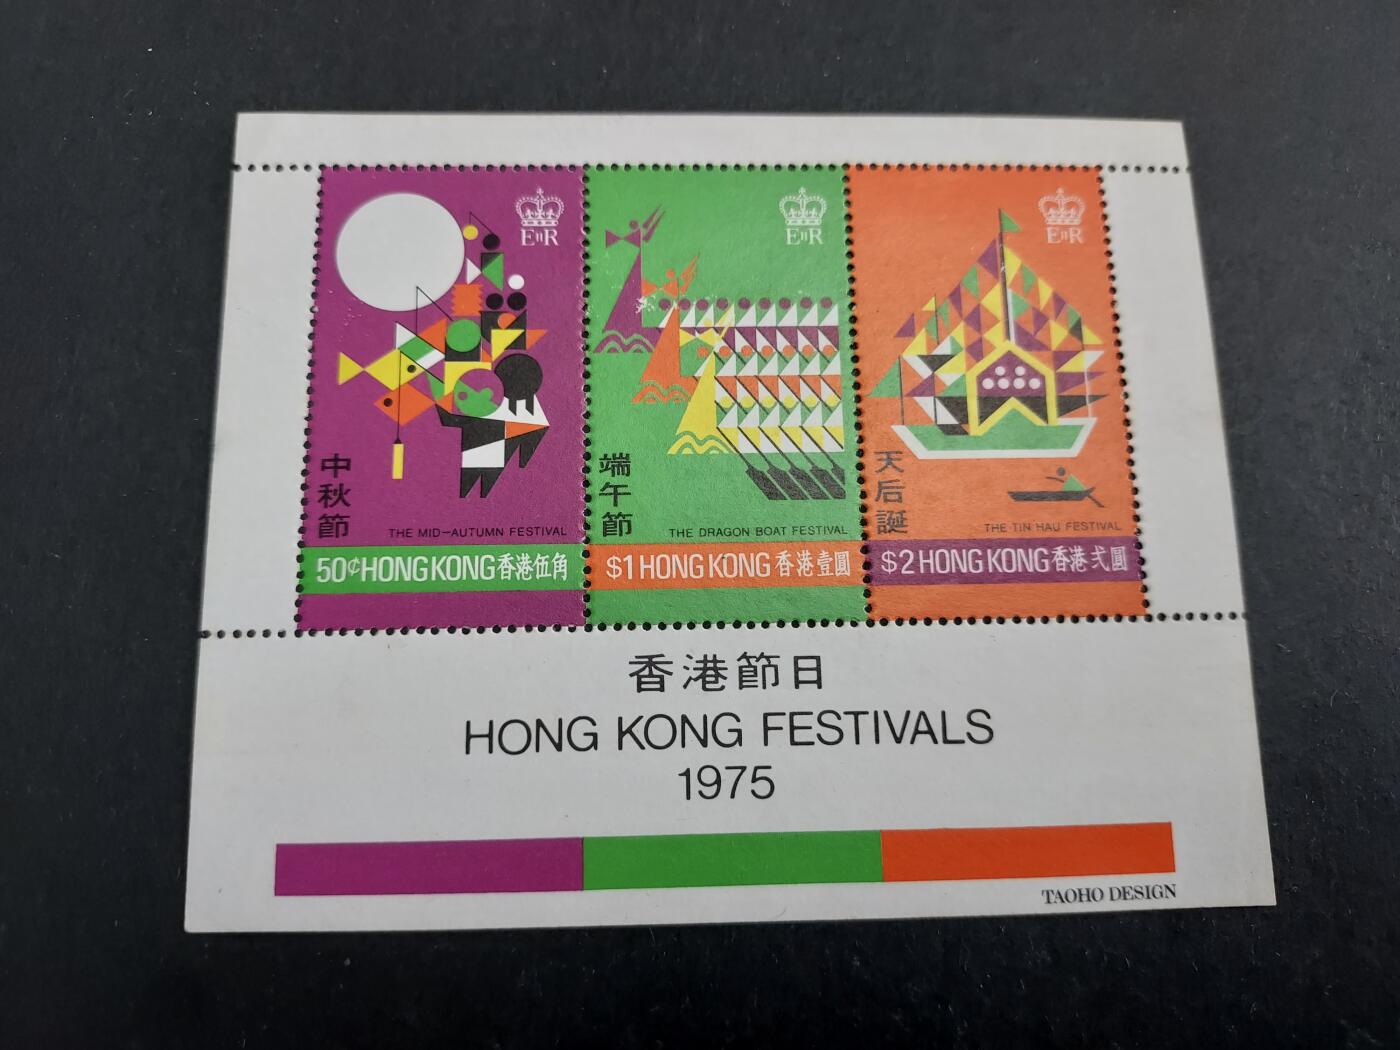 EIIR
中秋節
THE MID-AUTUMN FESTIVAL
50¢ HONG KONG 香港伍角
EIIR
端午節
THE DRAGON BOAT FESTIVAL
$1 HONG KONG 香港壹圓
EIIR
天后誕
THE TIN HAU FESTIVAL
$2 HONG KONG 香港弍圓
香港節日
HONG KONG FESTIVALS
1975
TAOHO DESIGN